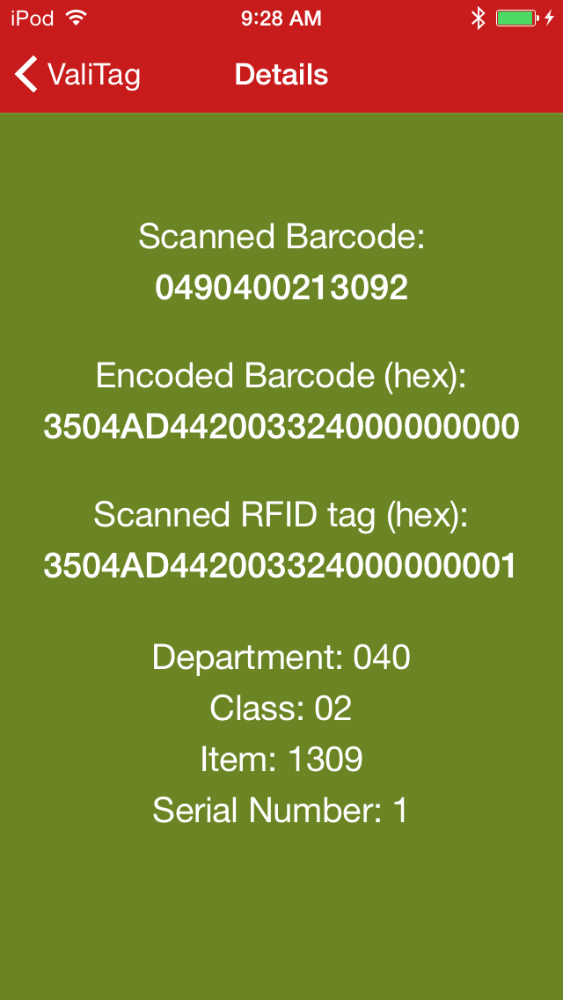 iPod 9:28 AM
ValiTag Details
Scanned Barcode:
0490400213092
Encoded Barcode (hex):
3504AD442003324000000000
Scanned RFID tag (hex):
3504AD442003324000000001
Department: 040
Class: 02
Item: 1309
Serial Number: 1